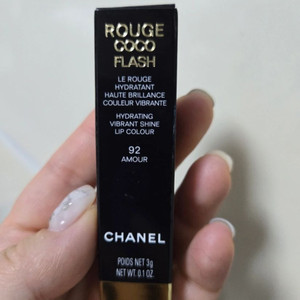 ROUGE
COCO
FLASH
LE ROUGE
HYDRATANT
HAUTE BRILLANCE
COULEUR VIBRANTE
HYDRATING
VIBRANT SHINE
LIP COLOUR
92
AMOUR
CHANEL
POIDS NET 3g
NET WT. 0.1 OZ.